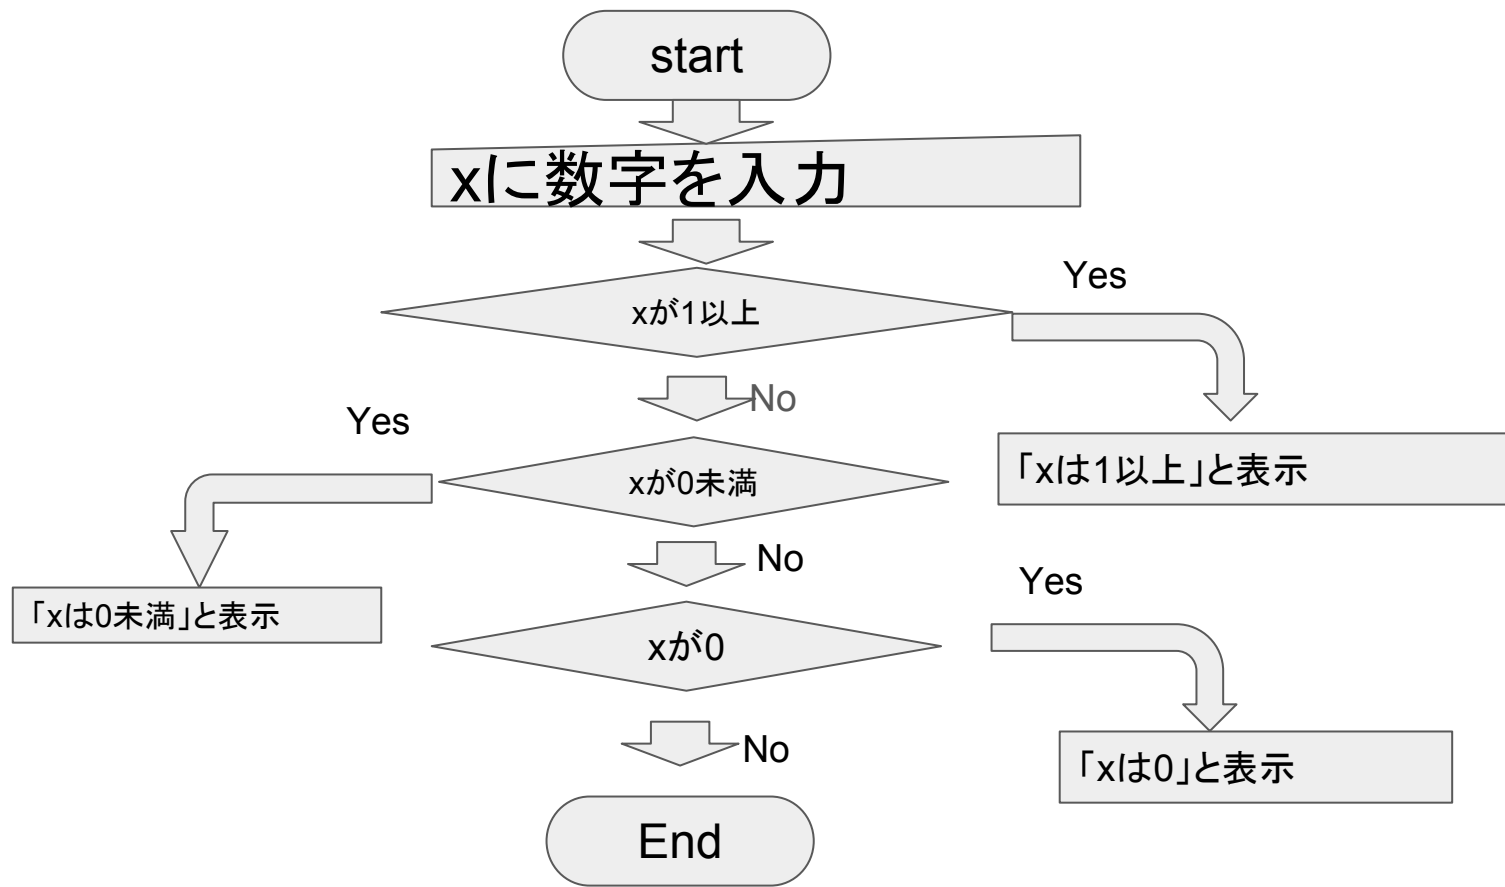 start
xに数字を入力
Yes
xが1以上
No
Yes
「xは1以上」と表示
xが0未満
No
Yes
「xは0未満」と表示
xが0
No
「xは0」と表示
End